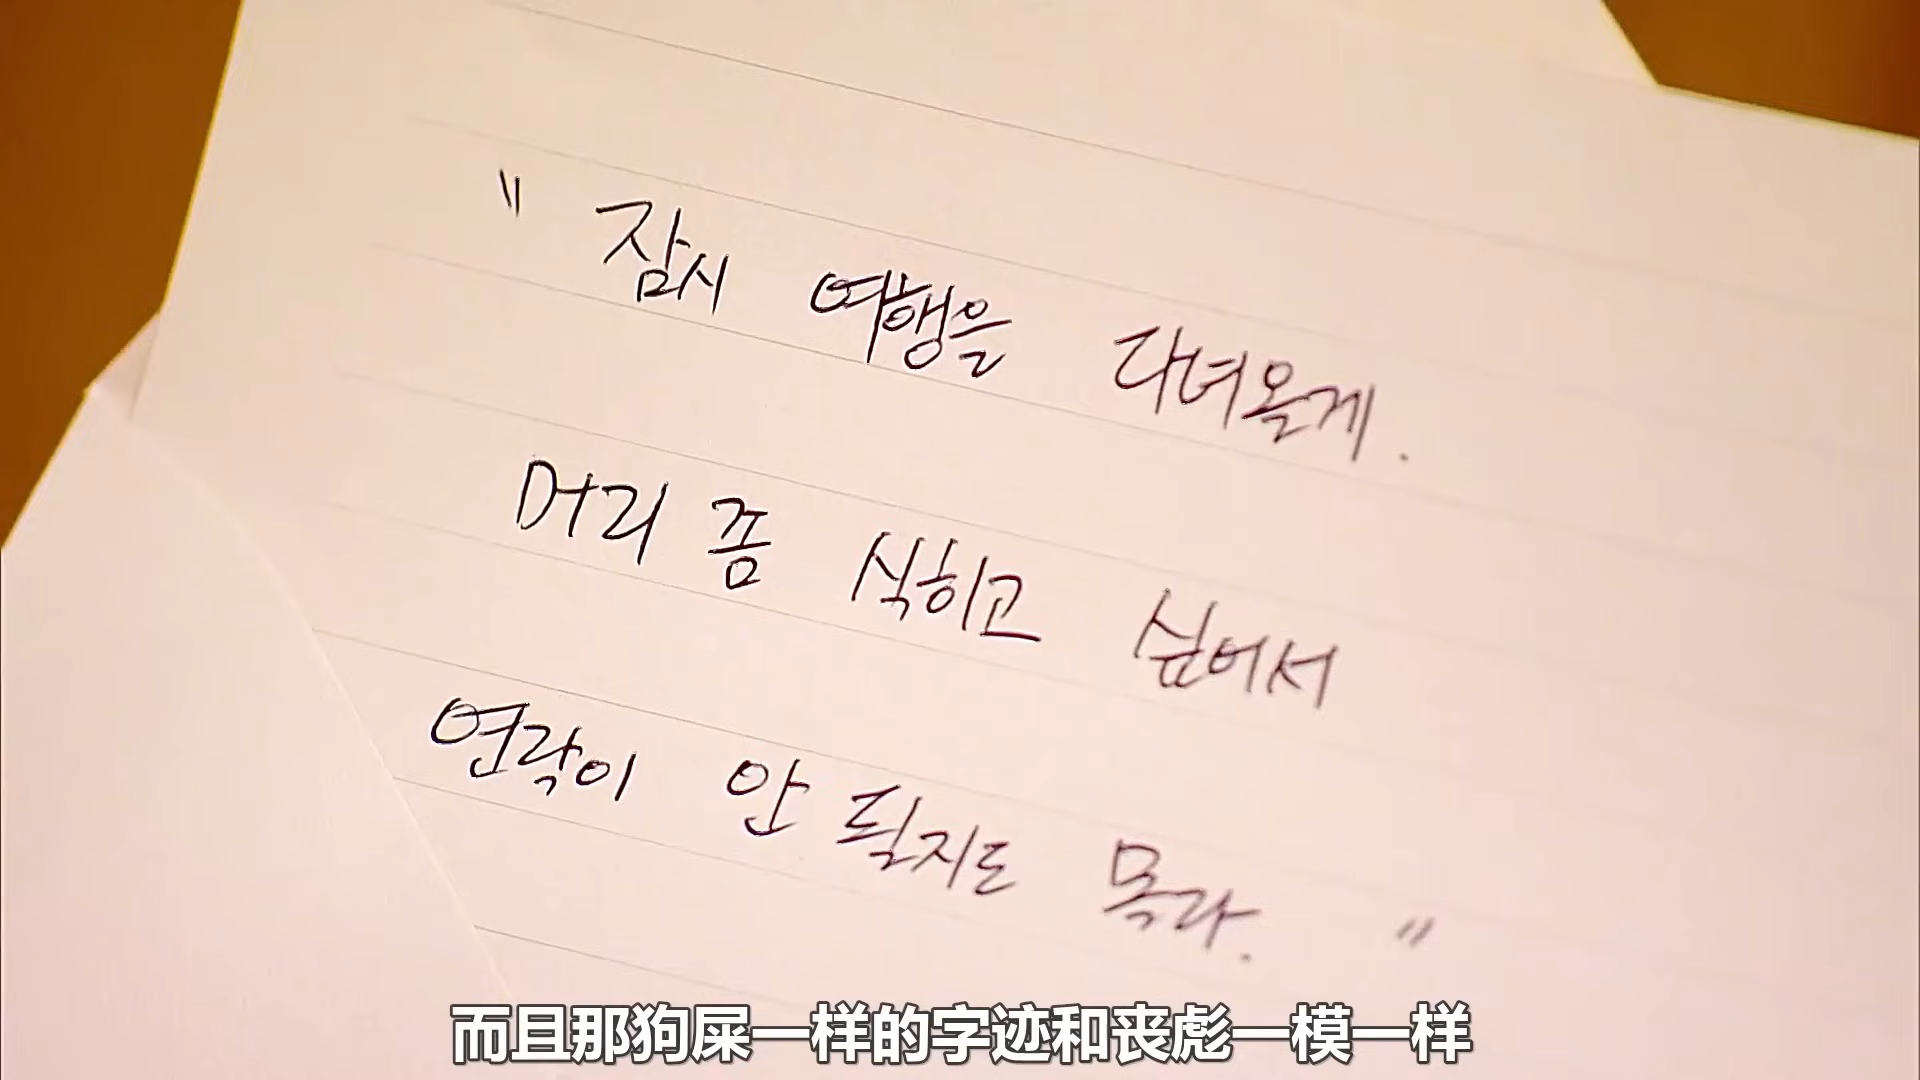 " 잠시 여행을 다녀올게.
머리 좀 식히고 싶어서
연락이 안 될지도 몰라. "
而且那狗屎一样的字迹和丧彪一模一样